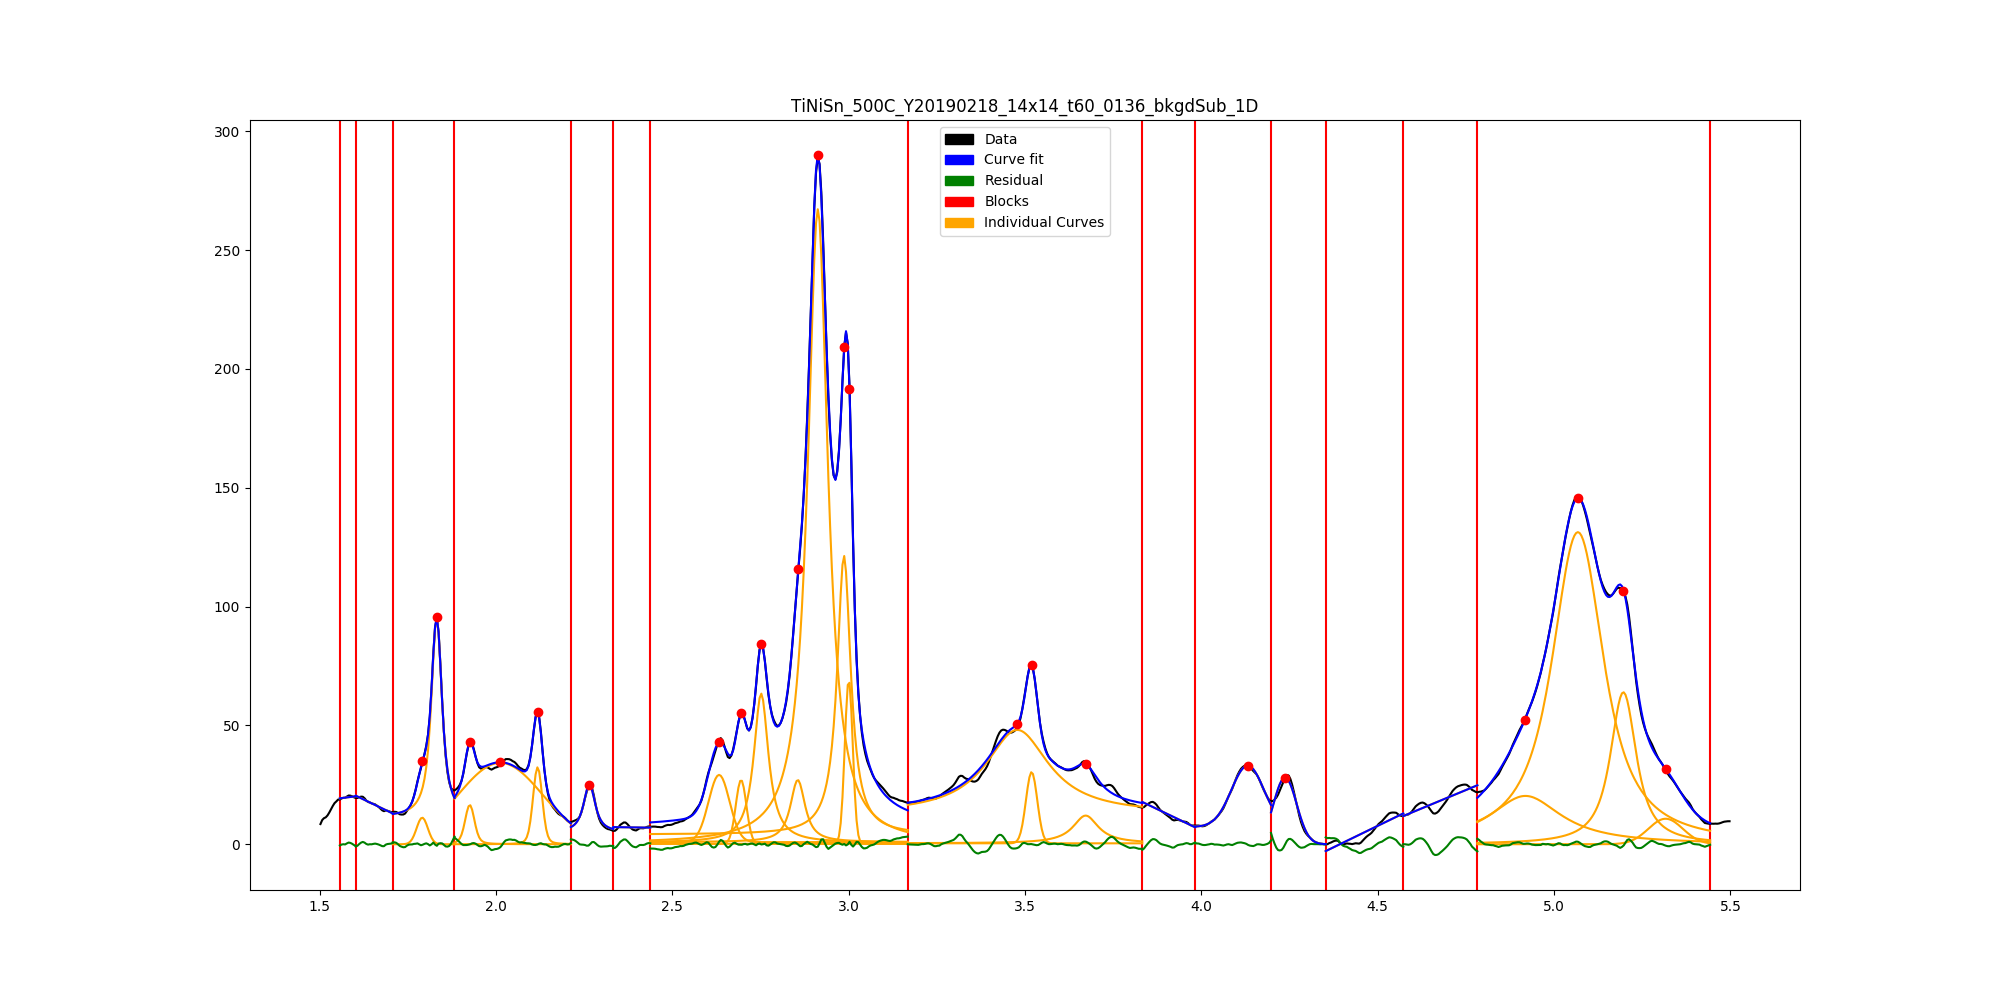 TiNiSn_500C_Y20190218_14x14_t60_0136_bkgdSub_1D
Data
Curve fit
Residual
Blocks
Individual Curves
300
250
200
150
100
50
0
1.5 2.0 2.5 3.0 3.5 4.0 4.5 5.0 5.5